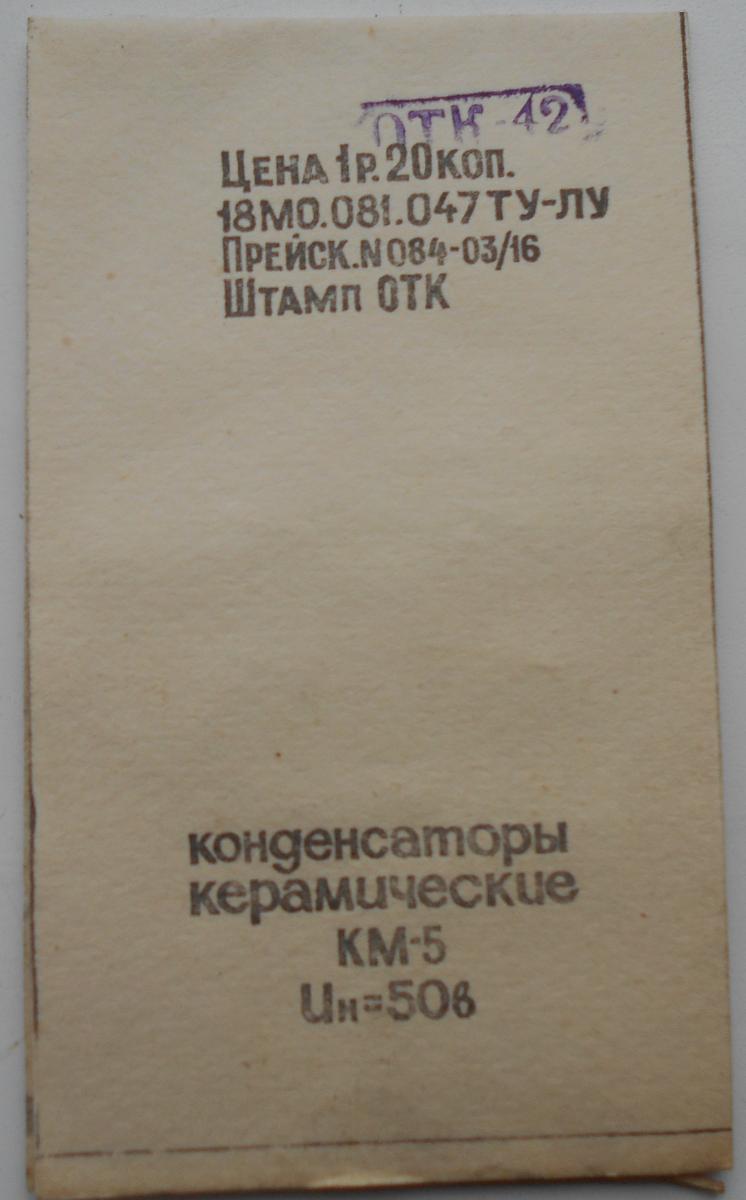 ОТК-42
Цена 1р. 20коп.
18МО.081.047 ТУ-ЛУ
Прейск. N 084-03/16
Штамп ОТК
конденсаторы
керамические
КМ-5
Uн=50в